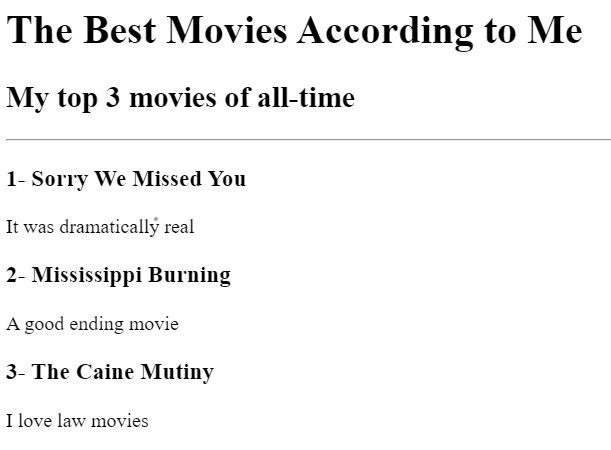 The Best Movies According to Me
My top 3 movies of all-time
1- Sorry We Missed You
It was dramatically real
2- Mississippi Burning
A good ending movie
3- The Caine Mutiny
I love law movies